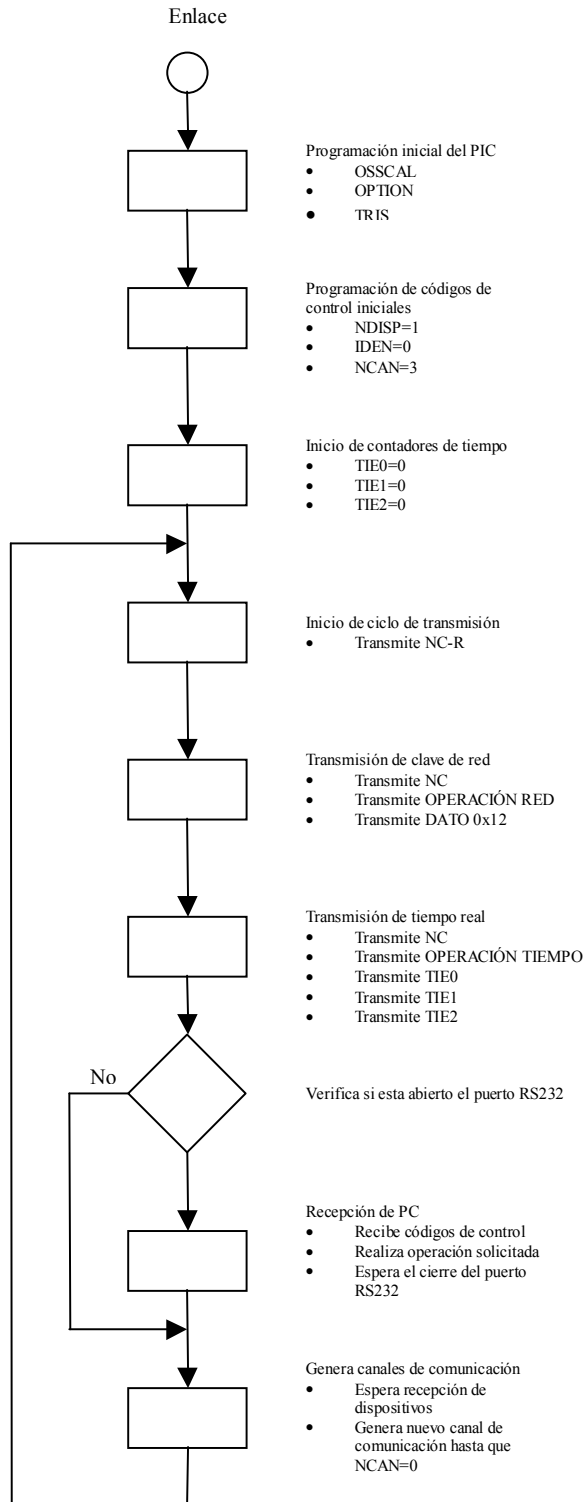 Enlace
Programación inicial del PIC
• OSSCAL
• OPTION
• TRIS
Programación de códigos de
control iniciales
• NDISP=1
• IDEN=0
• NCAN=3
Inicio de contadores de tiempo
• TIE0=0
• TIE1=0
• TIE2=0
Inicio de ciclo de transmisión
• Transmite NC-R
Transmisión de clave de red
• Transmite NC
• Transmite OPERACIÓN RED
• Transmite DATO 0x12
Transmisión de tiempo real
• Transmite NC
• Transmite OPERACIÓN TIEMPO
• Transmite TIE0
• Transmite TIE1
• Transmite TIE2
No
Verifica si esta abierto el puerto RS232
Recepción de PC
• Recibe códigos de control
• Realiza operación solicitada
• Espera el cierre del puerto
RS232
Genera canales de comunicación
• Espera recepción de
dispositivos
• Genera nuevo canal de
comunicación hasta que
NCAN=0